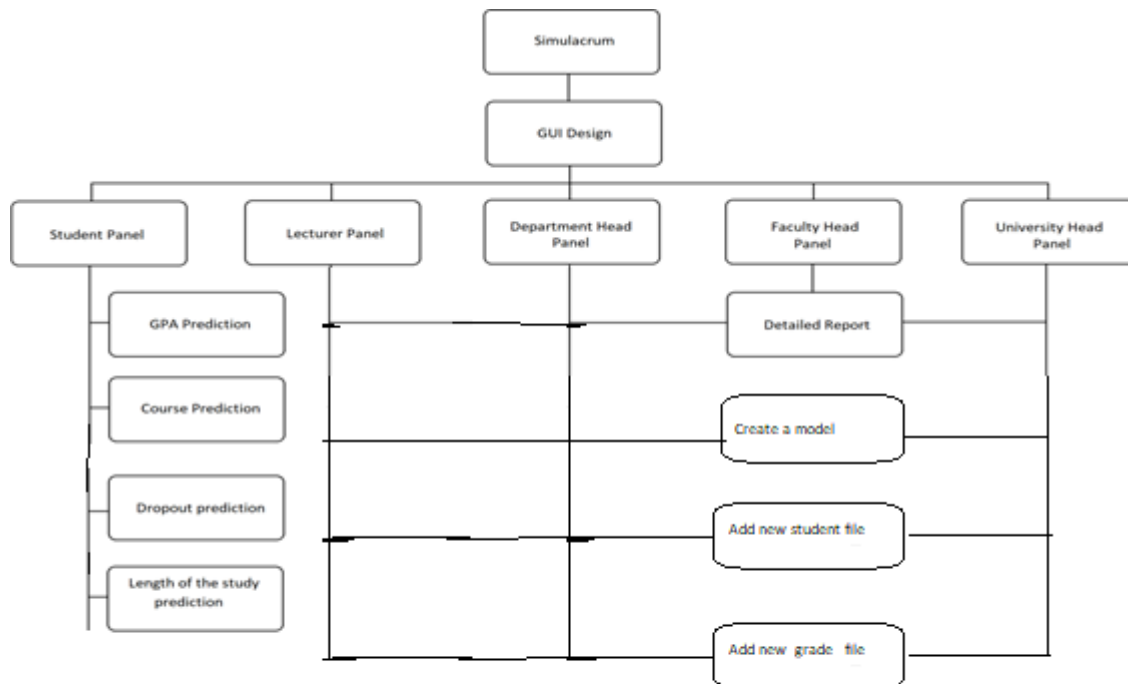 Simulacrum
GUI Design
Student Panel
Lecturer Panel
Department Head
Panel
Faculty Head
Panel
University Head
Panel
GPA Prediction
Detailed Report
Course Prediction
Create a model
Dropout prediction
Add new student file
Length of the study
prediction
Add new grade file